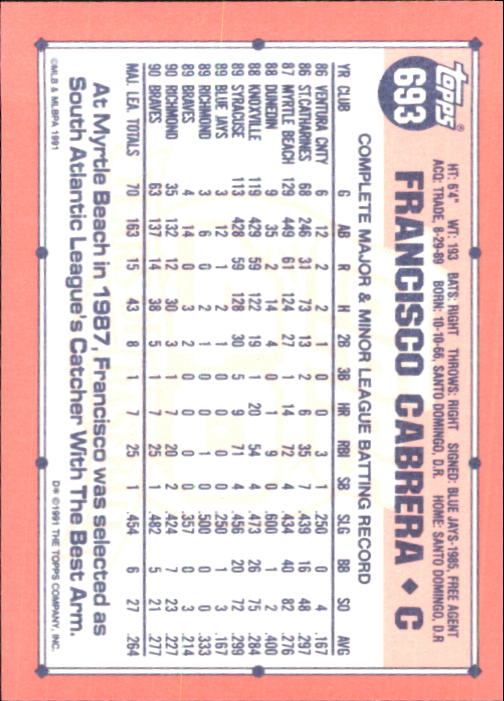 topps®
693
HT: 6'4" WT: 193 BATS: RIGHT THROWS: RIGHT SIGNED: BLUE JAYS-1985, FREE AGENT
ACQ: TRADE, 8-29-89 BORN: 10-10-66, SANTO DOMINGO, D.R. HOME: SANTO DOMINGO, D.R
FRANCISCO CABRERA ♦ C
COMPLETE MAJOR & MINOR LEAGUE BATTING RECORD
YR CLUB G AB R H 2B 3B HR RBI SB SLG BB SO AVG
86 VENTURA CNTY 6 12 2 2 1 0 0 3 1 .250 0 4 .167
86 ST.CATHARINES 68 246 31 73 13 2 6 35 7 .439 16 48 .297
87 MYRTLE BEACH 129 449 61 124 27 1 14 72 4 .434 40 82 .276
88 DUNEDIN 9 35 2 14 4 0 1 9 0 .600 1 2 .400
88 KNOXVILLE 119 429 59 122 19 1 20 54 4 .473 26 75 .284
89 SYRACUSE 113 428 59 128 30 5 9 71 4 .456 20 72 .299
89 BLUE JAYS 3 12 1 2 1 0 0 0 0 .250 1 3 .167
89 RICHMOND 3 6 0 2 1 0 0 1 0 .500 0 0 .333
89 BRAVES 4 14 0 3 2 0 0 0 0 .357 0 3 .214
90 RICHMOND 35 132 12 30 3 1 7 20 2 .424 7 23 .227
90 BRAVES 63 137 14 38 5 1 7 25 1 .482 5 21 .277
MAJ. LEA. TOTALS 70 163 15 43 8 1 7 25 1 .454 6 27 .264
At Myrtle Beach in 1987, Francisco was selected as
South Atlantic League's Catcher With The Best Arm.
©MLB & MLBPA 1991 D* ©1991 THE TOPPS COMPANY, INC.